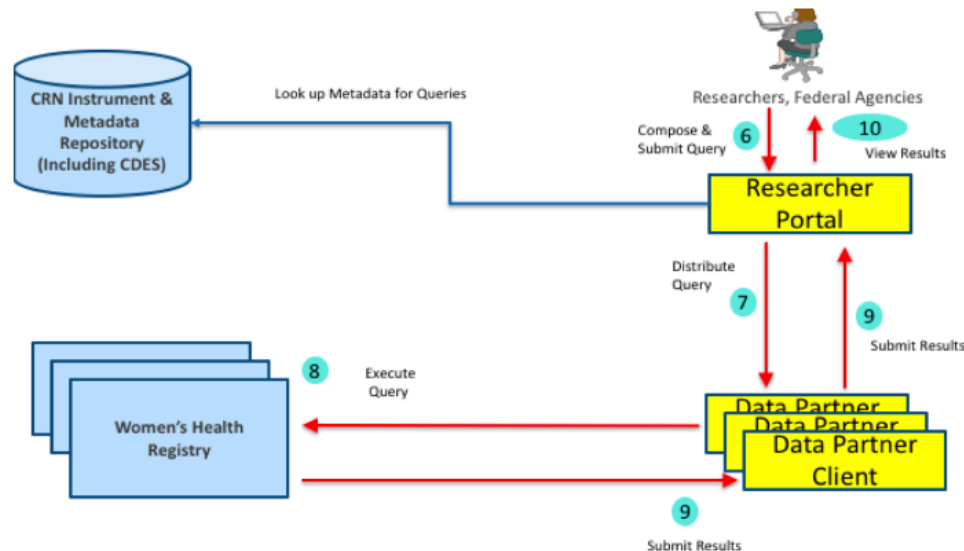 CRN Instrument &
Metadata
Repository
(Including CDES)
Look up Metadata for Queries
Researchers, Federal Agencies
Compose &
Submit Query
6
10
View Results
Researcher
Portal
Distribute
Query
7
9
Submit Results
8
Execute
Query
Women's Health
Registry
Data Partner
Data Partner
Data Partner
Client
9
Submit Results